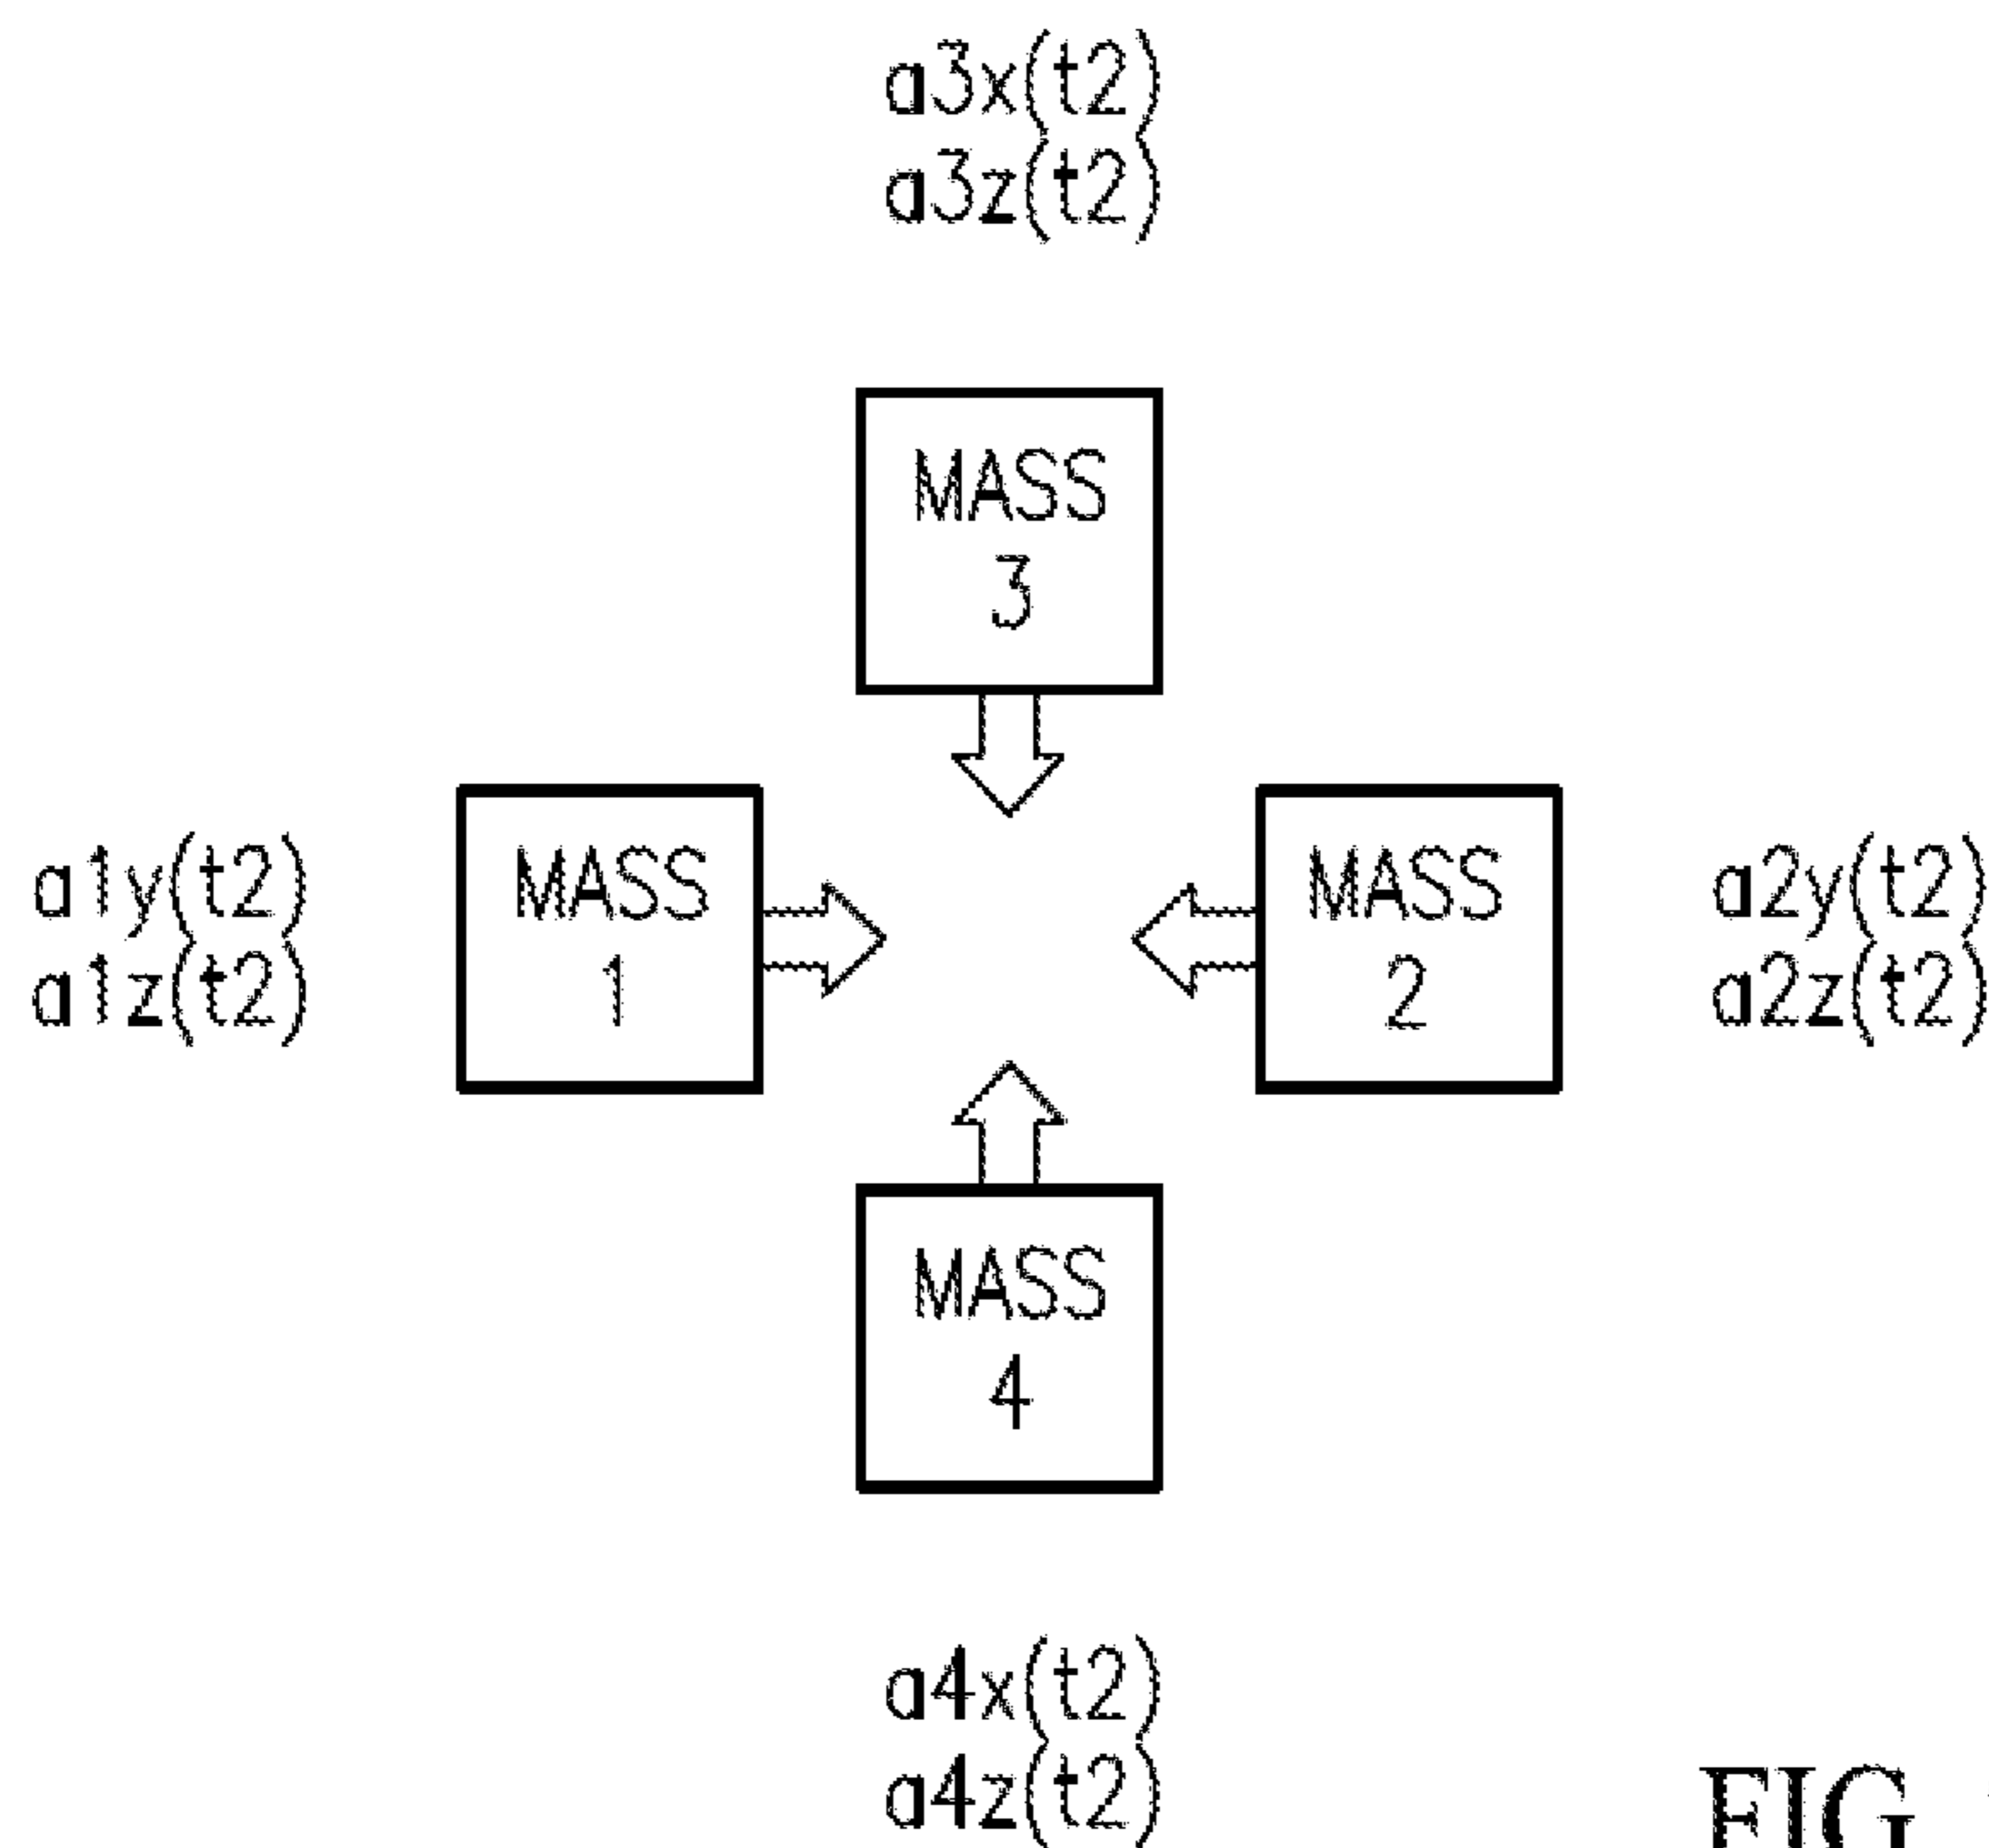 a3x(t2)
a3z(t2)
MASS
3
a1y(t2)
a1z(t2)
MASS
1
MASS
2
a2y(t2)
a2z(t2)
MASS
4
a4x(t2)
a4z(t2)
FIG